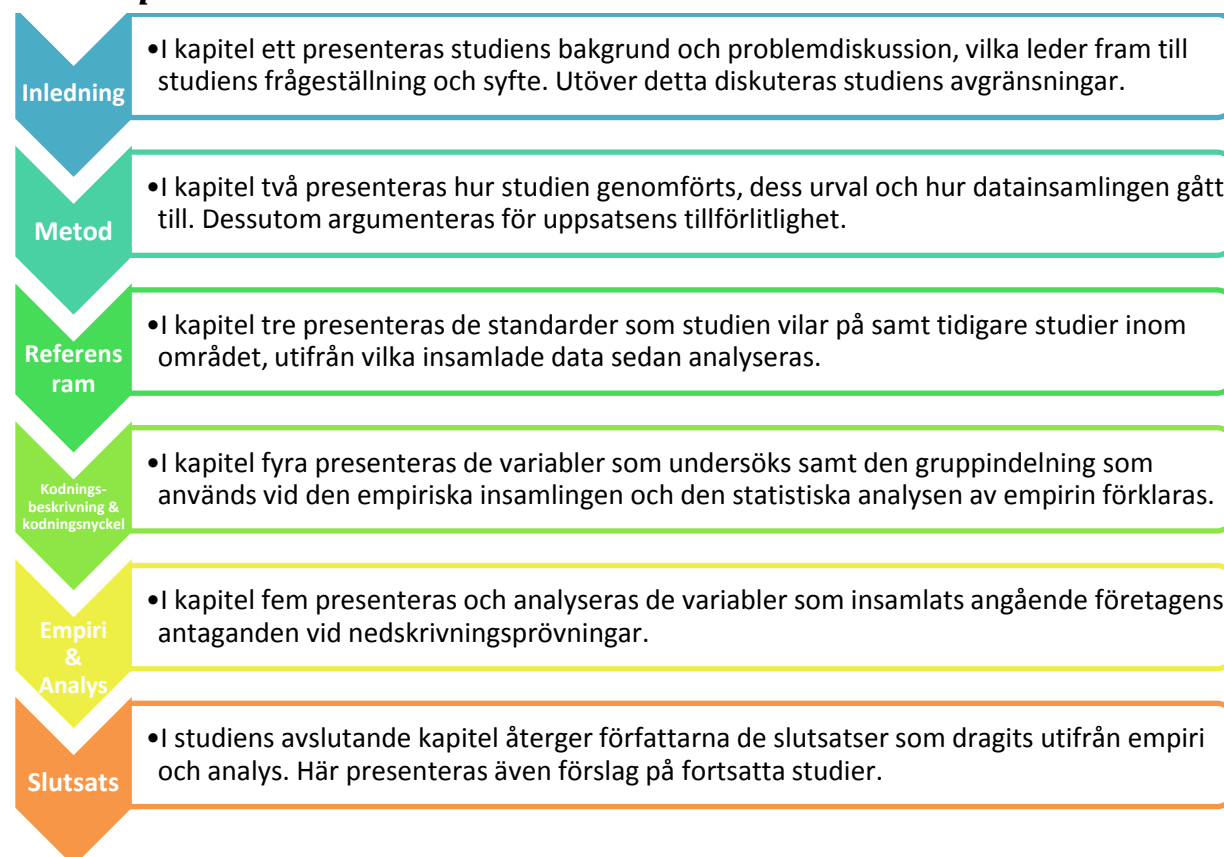 Inledning
•I kapitel ett presenteras studiens bakgrund och problemdiskussion, vilka leder fram till
studiens frågeställning och syfte. Utöver detta diskuteras studiens avgränsningar.
Metod
•I kapitel två presenteras hur studien genomförts, dess urval och hur datainsamlingen gått
till. Dessutom argumenteras för uppsatsens tillförlitlighet.
Referens
ram
•I kapitel tre presenteras de standarder som studien vilar på samt tidigare studier inom
området, utifrån vilka insamlade data sedan analyseras.
Kodnings-
beskrivning &
kodningsnyckel
•I kapitel fyra presenteras de variabler som undersöks samt den gruppindelning som
används vid den empiriska insamlingen och den statistiska analysen av empirin förklaras.
Empiri
&
Analys
•I kapitel fem presenteras och analyseras de variabler som insamlats angående företagens
antaganden vid nedskrivningsprövningar.
Slutsats
•I studiens avslutande kapitel återger författarna de slutsatser som dragits utifrån empiri
och analys. Här presenteras även förslag på fortsatta studier.